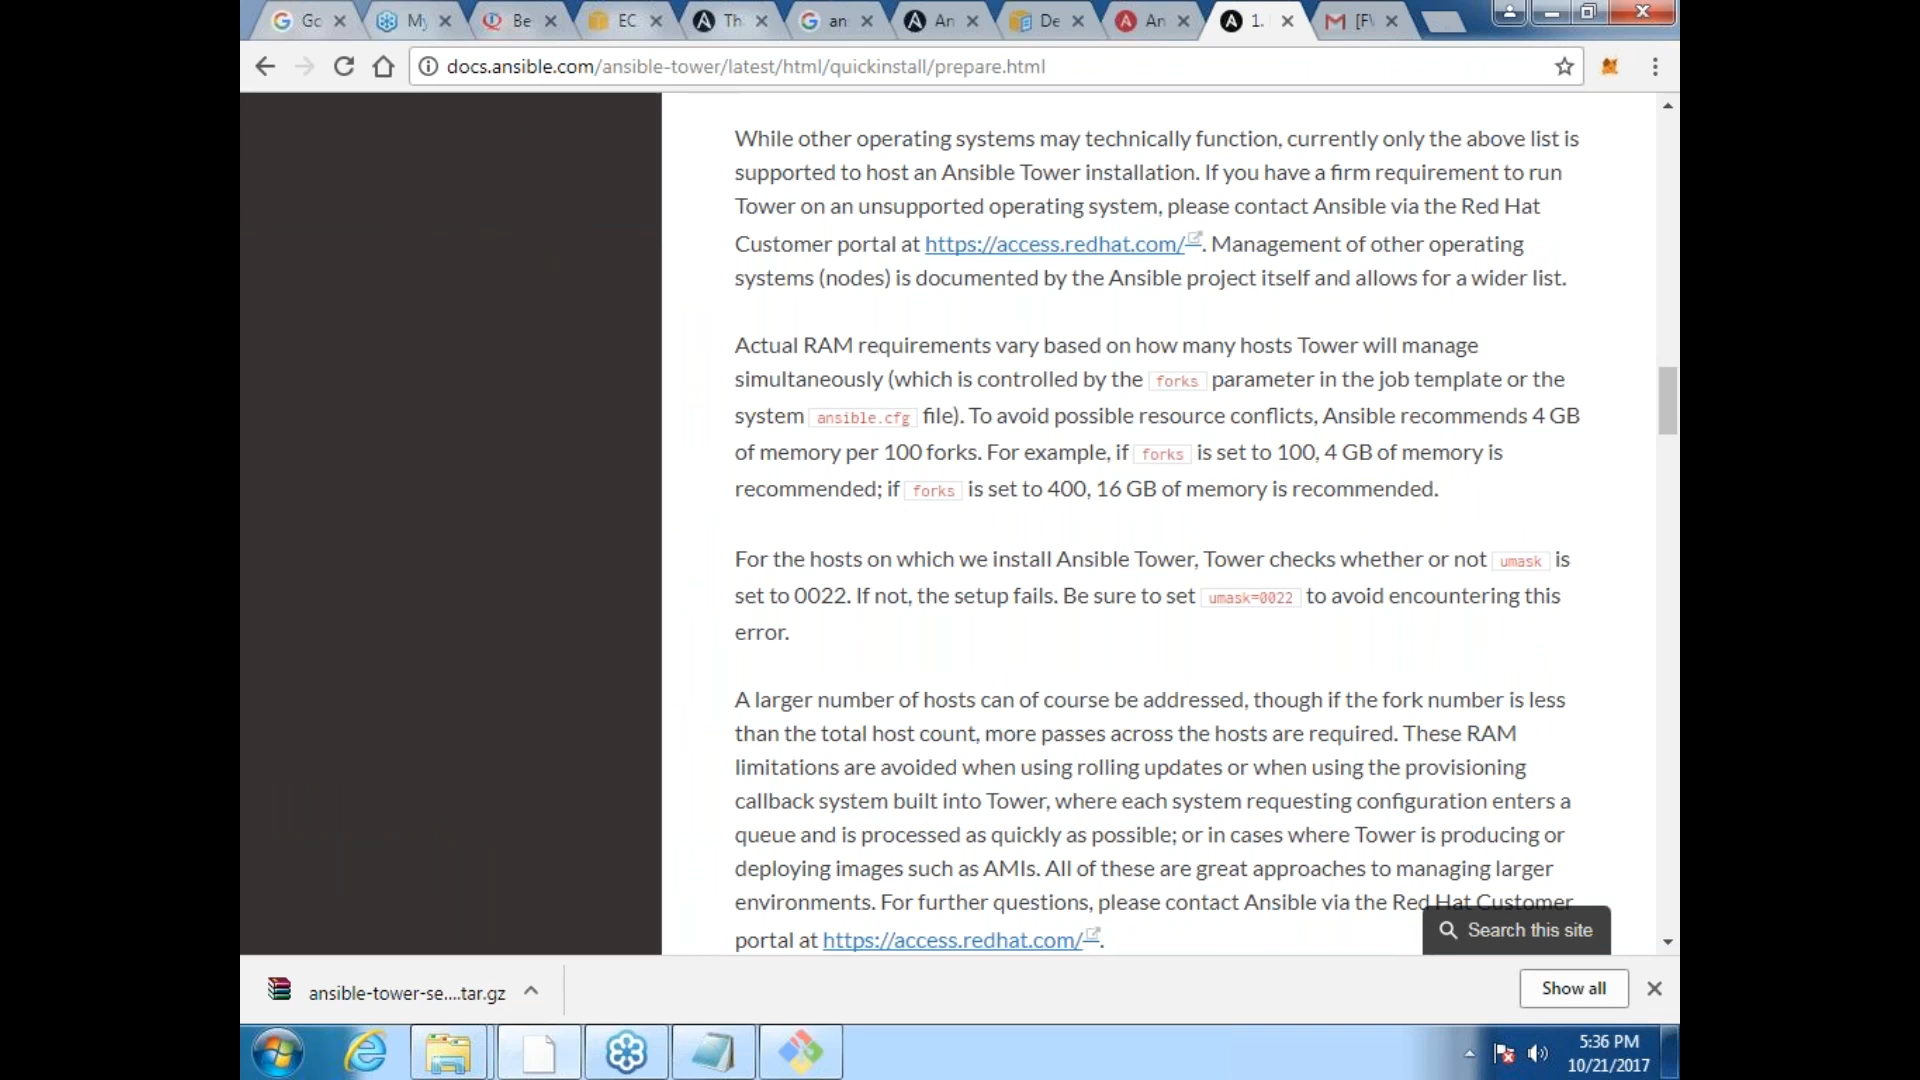 Gc
My
Be
EC
Th
an
An
De
An
1.
[F\
docs.ansible.com/ansible-tower/latest/html/quickinstall/prepare.html
While other operating systems may technically function, currently only the above list is
supported to host an Ansible Tower installation. If you have a firm requirement to run
Tower on an unsupported operating system, please contact Ansible via the Red Hat
Customer portal at https://access.redhat.com/. Management of other operating
systems (nodes) is documented by the Ansible project itself and allows for a wider list.
Actual RAM requirements vary based on how many hosts Tower will manage
simultaneously (which is controlled by the forks parameter in the job template or the
system ansible.cfg file). To avoid possible resource conflicts, Ansible recommends 4 GB
of memory per 100 forks. For example, if forks is set to 100, 4 GB of memory is
recommended; if forks is set to 400, 16 GB of memory is recommended.
For the hosts on which we install Ansible Tower, Tower checks whether or not umask is
set to 0022. If not, the setup fails. Be sure to set umask=0022 to avoid encountering this
error.
A larger number of hosts can of course be addressed, though if the fork number is less
than the total host count, more passes across the hosts are required. These RAM
limitations are avoided when using rolling updates or when using the provisioning
callback system built into Tower, where each system requesting configuration enters a
queue and is processed as quickly as possible; or in cases where Tower is producing or
deploying images such as AMIs. All of these are great approaches to managing larger
environments. For further questions, please contact Ansible via the Red Hat Customer
portal at https://access.redhat.com/.
Search this site
ansible-tower-se....tar.gz
Show all
5:36 PM
10/21/2017